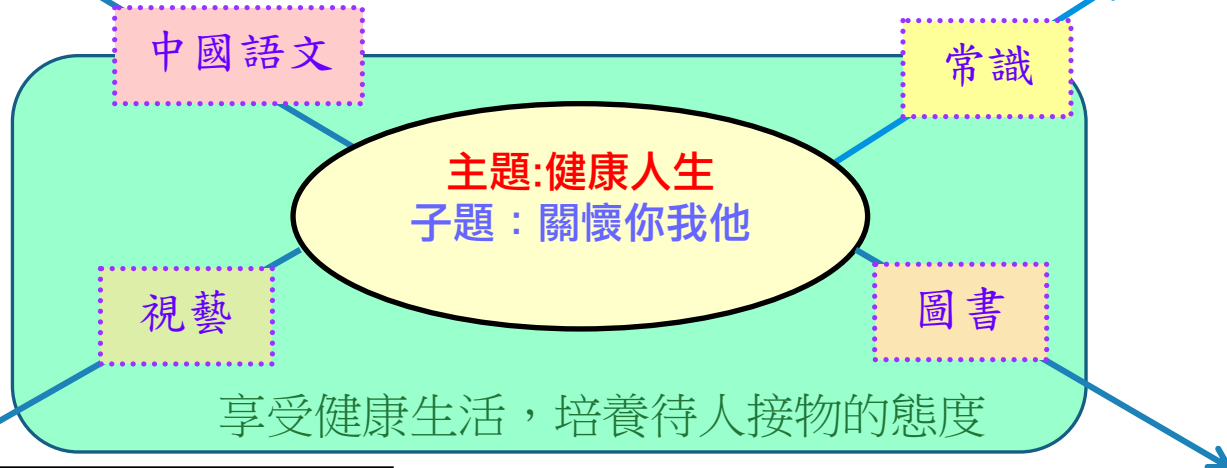 中國語文
常識
主題:健康人生
子題：關懷你我他
視藝
圖書
享受健康生活，培養待人接物的態度